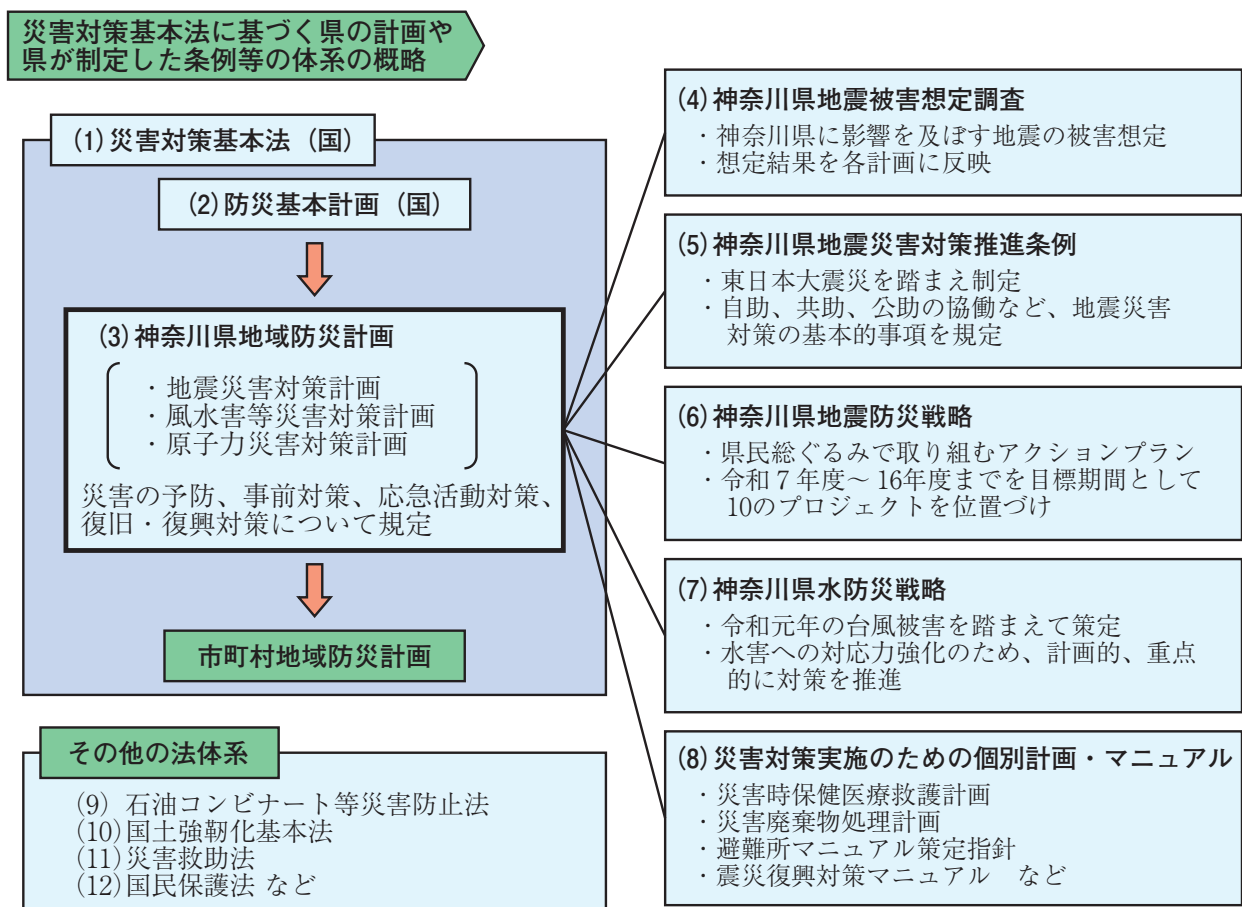 災害対策基本法に基づく県の計画や
県が制定した条例等の体系の概略
(1)災害対策基本法（国）
(2)防災基本計画（国）
(3)神奈川県地域防災計画
・地震災害対策計画
・風水害等災害対策計画
・原子力災害対策計画
災害の予防、事前対策、応急活動対策、
復旧・復興対策について規定
市町村地域防災計画
その他の法体系
(9) 石油コンビナート等災害防止法
(10)国土強靭化基本法
(11)災害救助法
(12)国民保護法 など
(4)神奈川県地震被害想定調査
・神奈川県に影響を及ぼす地震の被害想定
・想定結果を各計画に反映
(5)神奈川県地震災害対策推進条例
・東日本大震災を踏まえ制定
・自助、共助、公助の協働など、地震災害
対策の基本的事項を規定
(6)神奈川県地震防災戦略
・県民総ぐるみで取り組むアクションプラン
・令和７年度～16年度までを目標期間として
10のプロジェクトを位置づけ
(7)神奈川県水防災戦略
・令和元年の台風被害を踏まえて策定
・水害への対応力強化のため、計画的、重点
的に対策を推進
(8)災害対策実施のための個別計画・マニュアル
・災害時保健医療救護計画
・災害廃棄物処理計画
・避難所マニュアル策定指針
・震災復興対策マニュアル　など